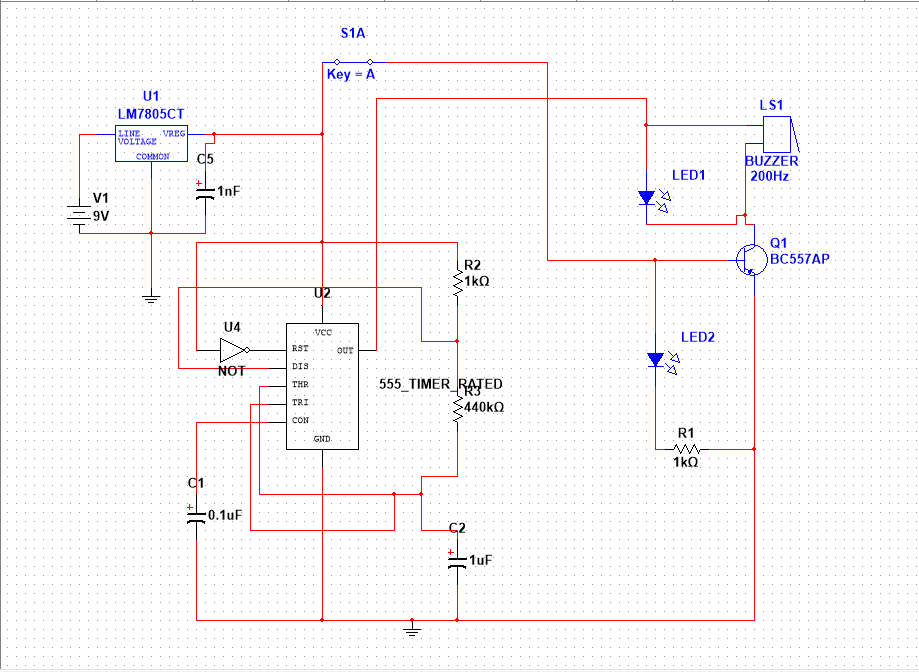 S1A
Key = A
U1
LM7805CT
LINE VREG
VOLTAGE
COMMON
C5
1nF
V1
9V
LS1
BUZZER
200Hz
LED1
Q1
BC557AP
R2
1kΩ
U2
VCC
U4
NOT
RST
OUT
DIS
THR
TRI
CON
GND
555_TIMER_RATED
R3
440kΩ
LED2
R1
1kΩ
C1
0.1uF
C2
1uF